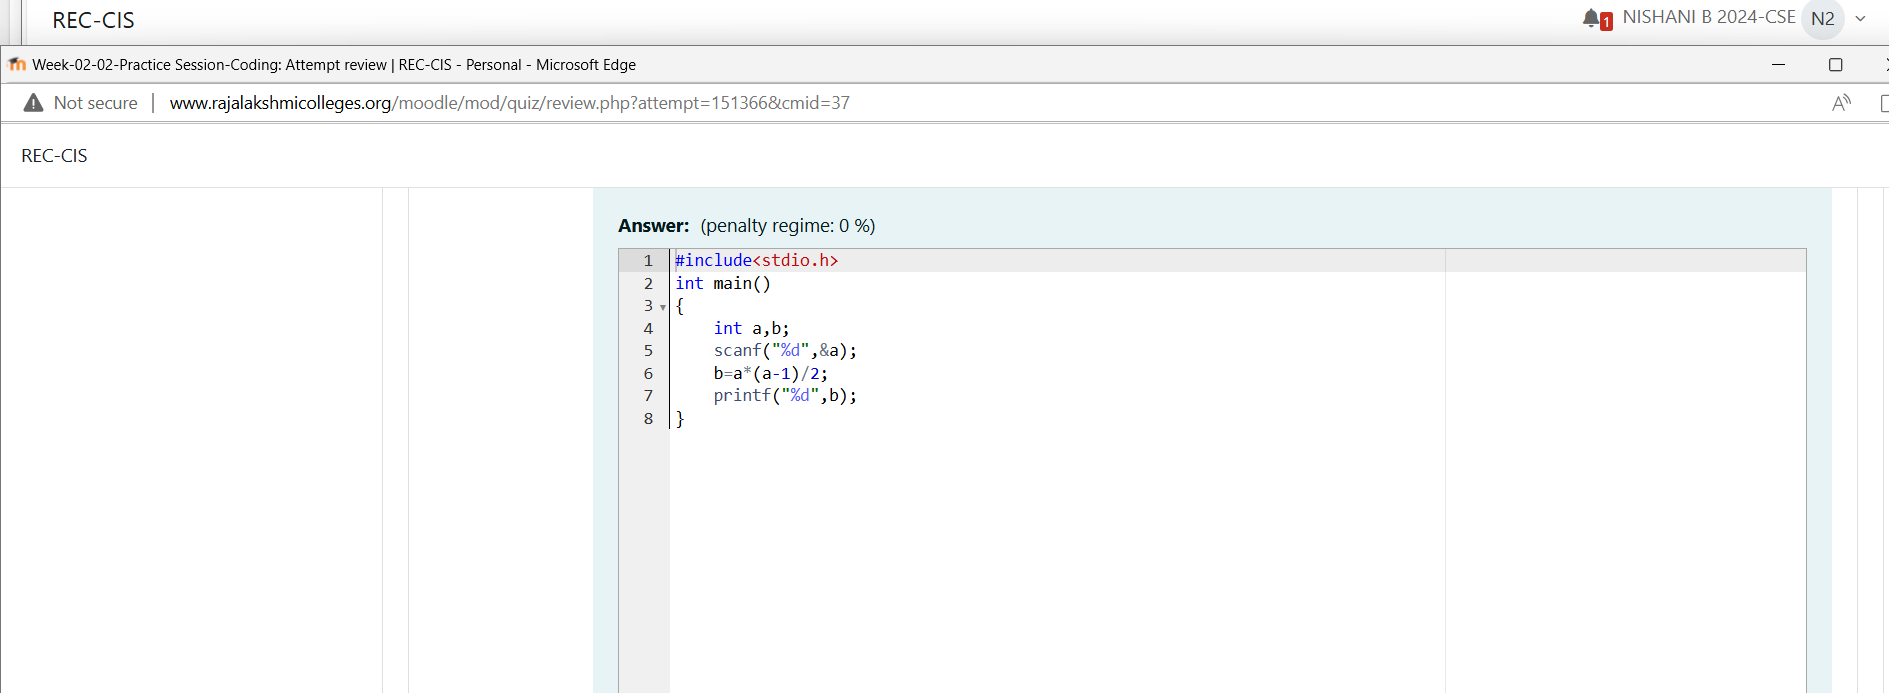 REC-CIS
1
NISHANI B 2024-CSE
N2
Week-02-02-Practice Session-Coding: Attempt review | REC-CIS - Personal - Microsoft Edge
Not secure | www.rajalakshmicolleges.org/moodle/mod/quiz/review.php?attempt=151366&cmid=37
REC-CIS
Answer: (penalty regime: 0 %)
1 #include<stdio.h>
2 int main()
3 {
4 int a,b;
5 scanf("%d",&a);
6 b=a*(a-1)/2;
7 printf("%d",b);
8 }